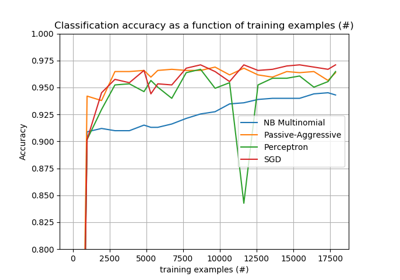 Classification accuracy as a function of training examples (#)
1.000
0.975
0.950
0.925
0.900
0.875
0.850
0.825
0.800
Accuracy
NB Multinomial
Passive-Aggressive
Perceptron
SGD
0 2500 5000 7500 10000 12500 15000 17500
training examples (#)